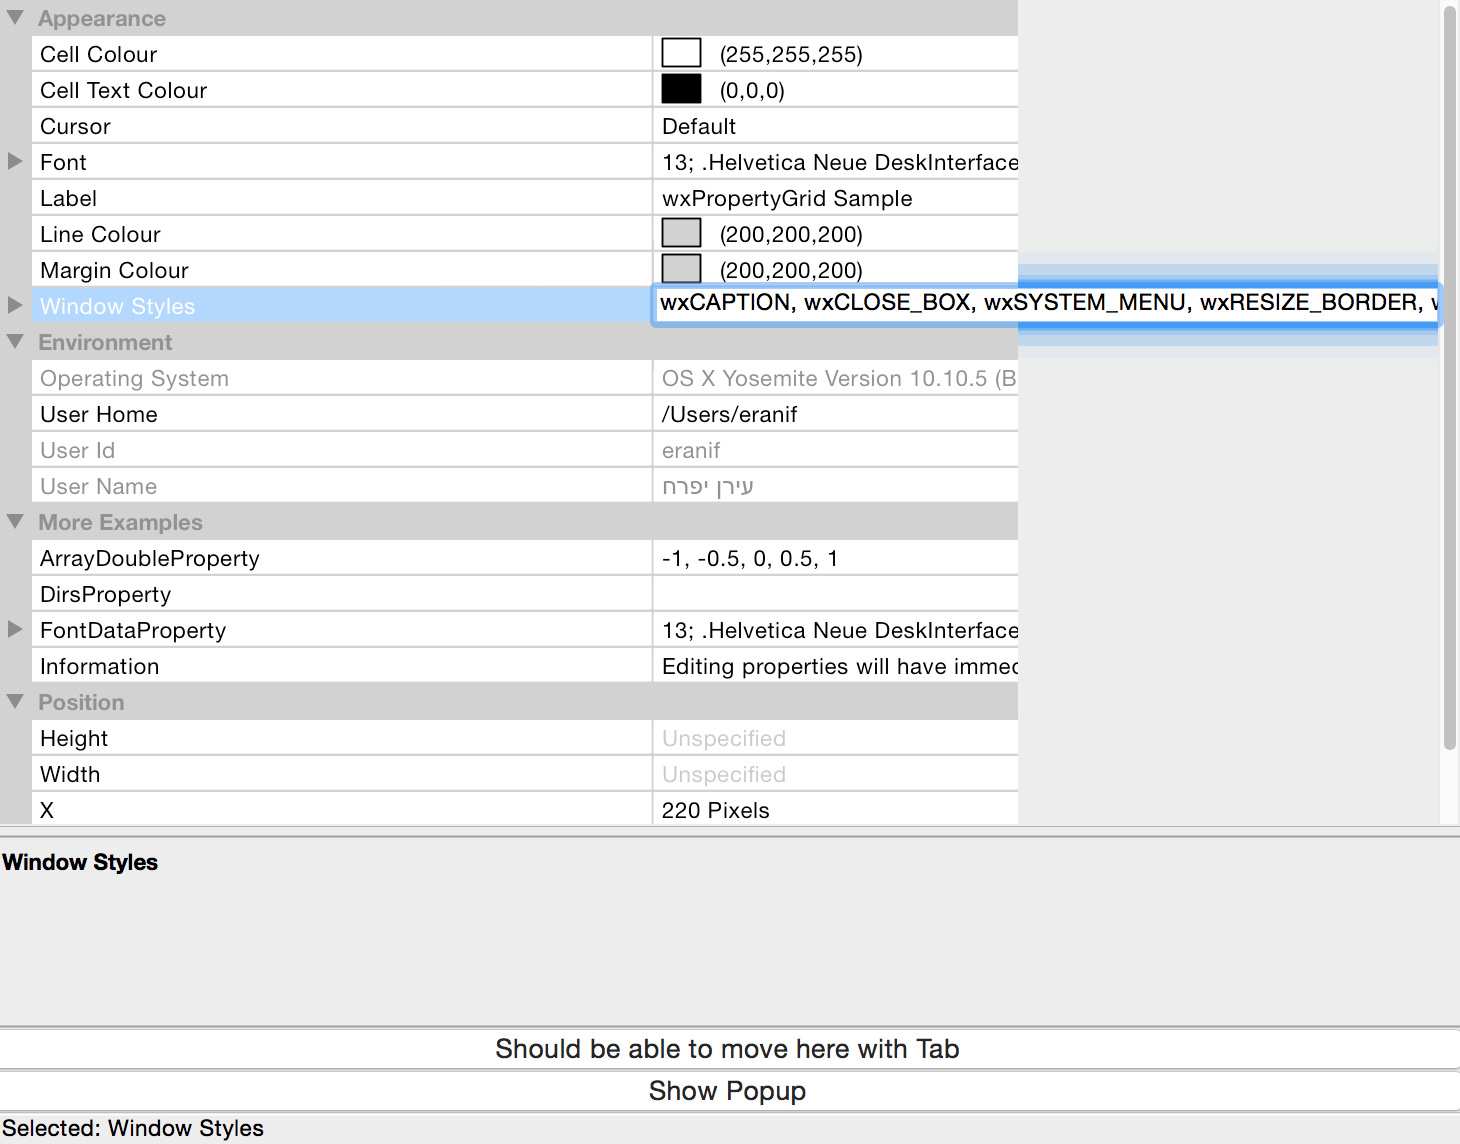 Appearance
Cell Colour (255,255,255)
Cell Text Colour (0,0,0)
Cursor Default
Font 13; .Helvetica Neue DeskInterface
Label wxPropertyGrid Sample
Line Colour (200,200,200)
Margin Colour (200,200,200)
Window Styles wxCAPTION, wxCLOSE_BOX, wxSYSTEM_MENU, wxRESIZE_BORDER,
Environment
Operating System OS X Yosemite Version 10.10.5 (B
User Home /Users/eranif
User Id eranif
User Name עירן יפרח
More Examples
ArrayDoubleProperty -1, -0.5, 0, 0.5, 1
DirsProperty
FontDataProperty 13; .Helvetica Neue DeskInterface
Information Editing properties will have
Position
Height Unspecified
Width Unspecified
X 220 Pixels
Window Styles
Should be able to move here with Tab
Show Popup
Selected: Window Styles